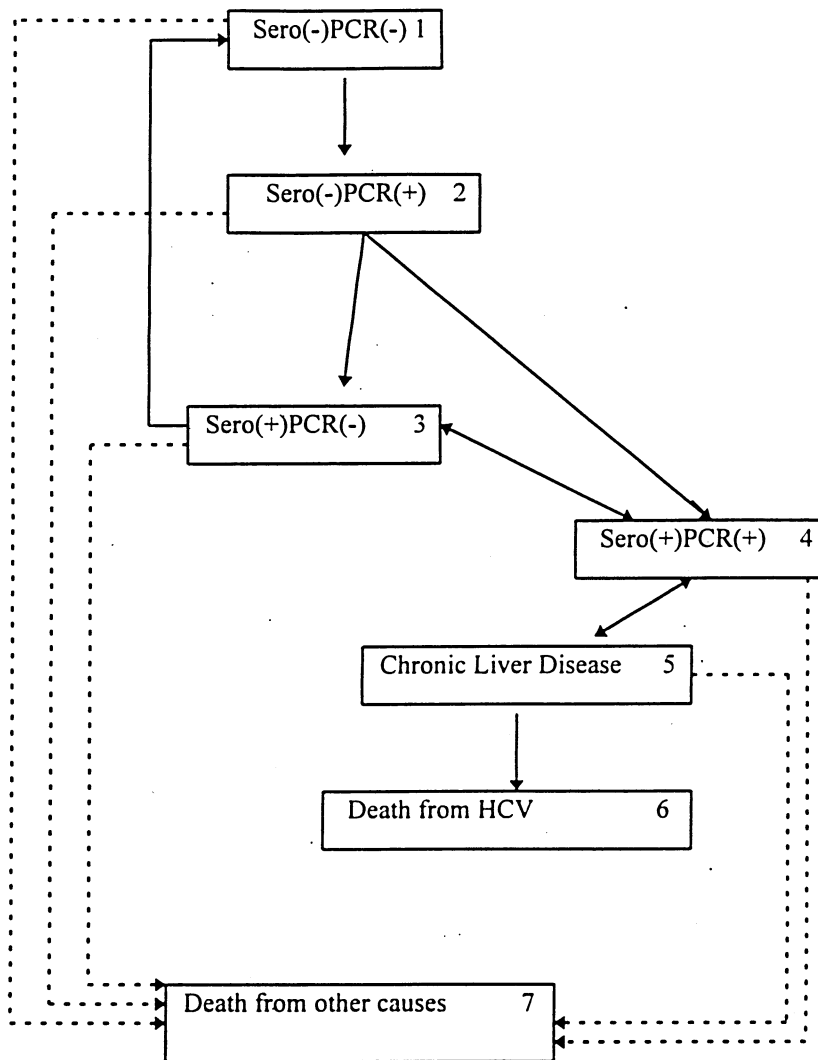 Sero(-)PCR(-) 1
Sero(-)PCR(+) 2
Sero(+)PCR(-) 3
Sero(+)PCR(+) 4
Chronic Liver Disease 5
Death from HCV 6
Death from other causes 7